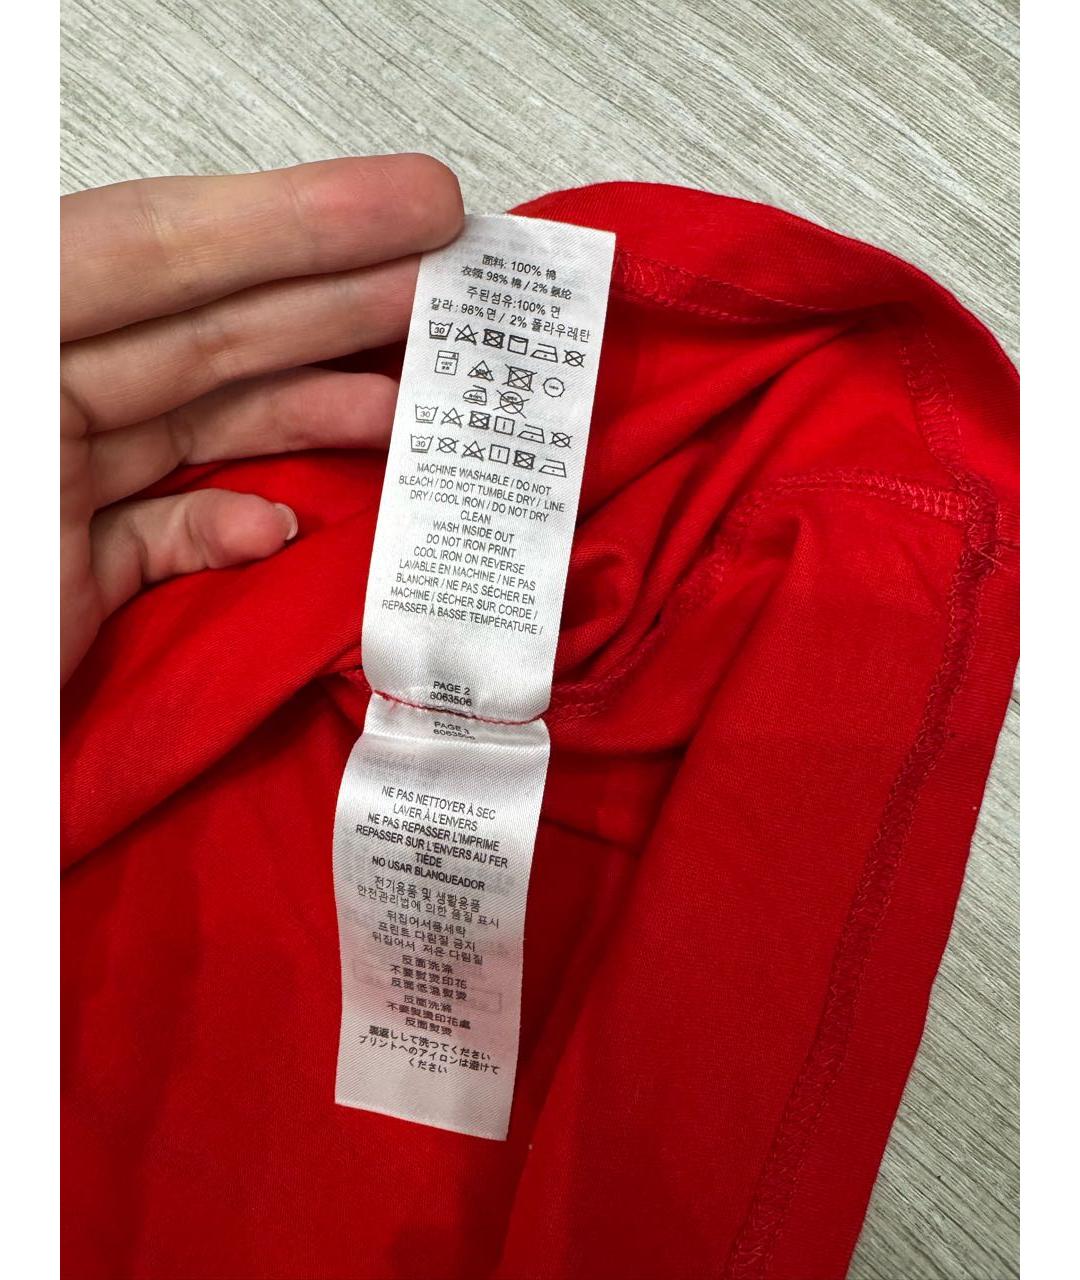 面料: 100% 棉
衣领 98% 棉 / 2% 氨纶
주된섬유:100% 면
칼라 : 98% 면 / 2% 폴라우레탄
30
30
30
MACHINE WASHABLE / DO NOT
BLEACH / DO NOT TUMBLE DRY / LINE
DRY / COOL IRON / DO NOT DRY
CLEAN
WASH INSIDE OUT
DO NOT IRON PRINT
COOL IRON ON REVERSE
LAVABLE EN MACHINE / NE PAS
BLANCHIR / NE PAS SÉCHER EN
MACHINE / SÉCHER SUR CORDE /
REPASSER À BASSE TEMPÉRATURE /
PAGE 2
8063506
PAGE 3
8063506
NE PAS NETTOYER À SEC
LAVER À L'ENVERS
NE PAS REPASSER L'IMPRIME
REPASSER SUR L'ENVERS AU FER
TIÈDE
NO USAR BLANQUEADOR
전기용품 및 생활용품
안전관리법에 의한 품질 표시
뒤집어서품세탁
프린트 다림질 금지
뒤집어서 저온 다림질
反面洗涤
不要熨烫印花
反面低温熨烫
反面洗滌
不要熨燙印花處
反面熨燙
裏返しして洗つてください
プリントへのアイロンは避けて
ください